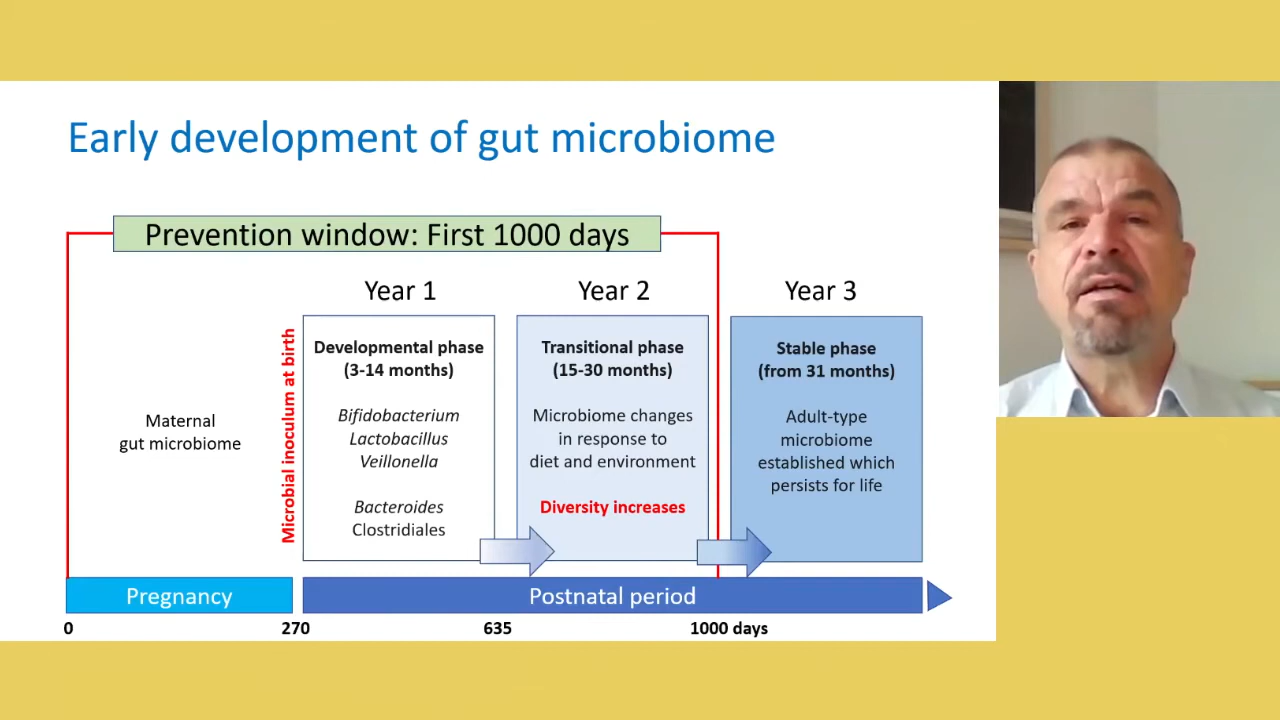 Early development of gut microbiome
Prevention window: First 1000 days
Year 1
Year 2
Year 3
Maternal
gut microbiome
Microbial inoculum at birth
Developmental phase
(3-14 months)
Bifidobacterium
Lactobacillus
Veillonella
Bacteroides
Clostridiales
Transitional phase
(15-30 months)
Microbiome changes
in response to
diet and environment
Diversity increases
Stable phase
(from 31 months)
Adult-type
microbiome
established which
persists for life
Pregnancy
Postnatal period
0
270
635
1000 days